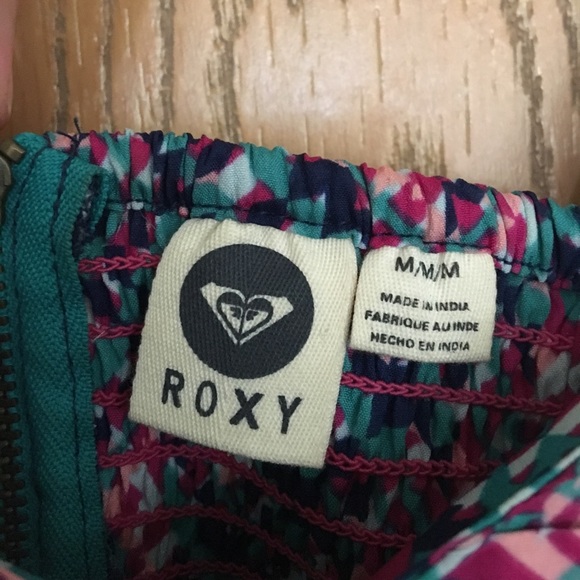 ROXY
M/M/M
MADE IN INDIA
FABRIQUE AU INDE
HECHO EN INDIA